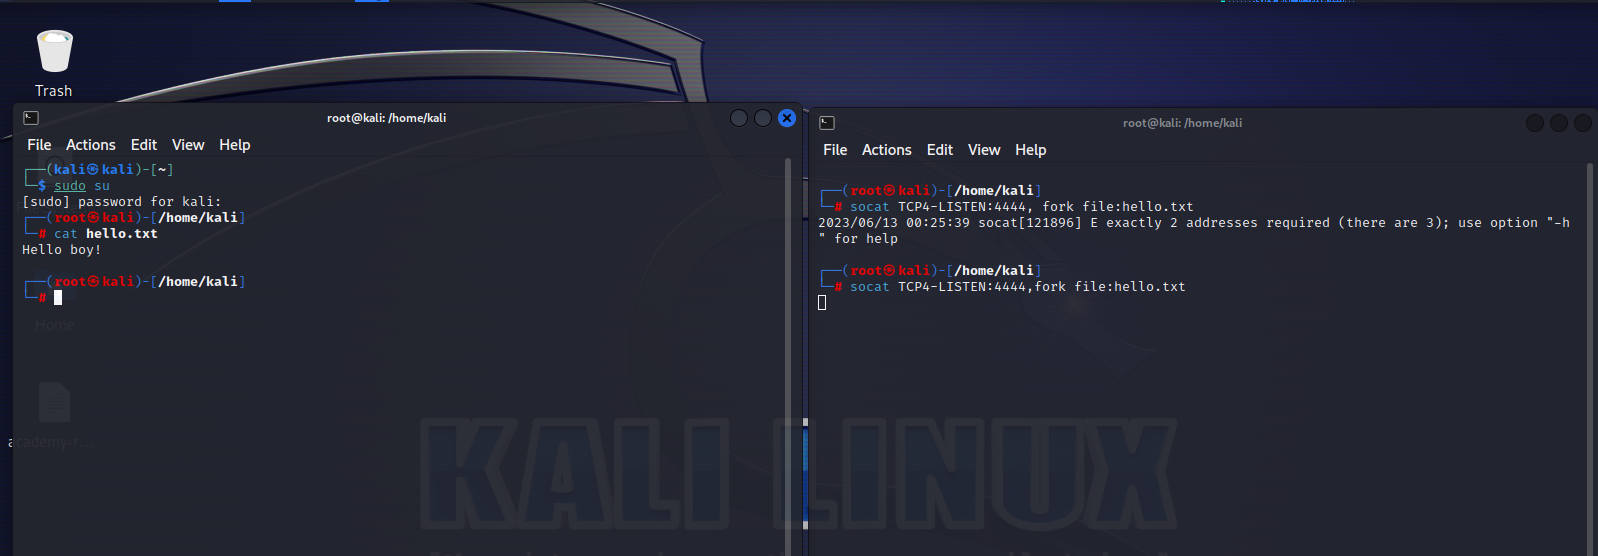 Trash
root@kali: /home/kali
File Actions Edit View Help
┌──(kali㉿kali)-[~]
└─$ sudo su
[sudo] password for kali:
┌──(root㉿kali)-[/home/kali]
└─# cat hello.txt
Hello boy!
┌──(root㉿kali)-[/home/kali]
└─#
Home
academy-r...
root@kali: /home/kali
File Actions Edit View Help
┌──(root㉿kali)-[/home/kali]
└─# socat TCP4-LISTEN:4444, fork file:hello.txt
2023/06/13 00:25:39 socat[121896] E exactly 2 addresses required (there are 3); use option "-h
" for help
┌──(root㉿kali)-[/home/kali]
└─# socat TCP4-LISTEN:4444,fork file:hello.txt
KALI LINUX